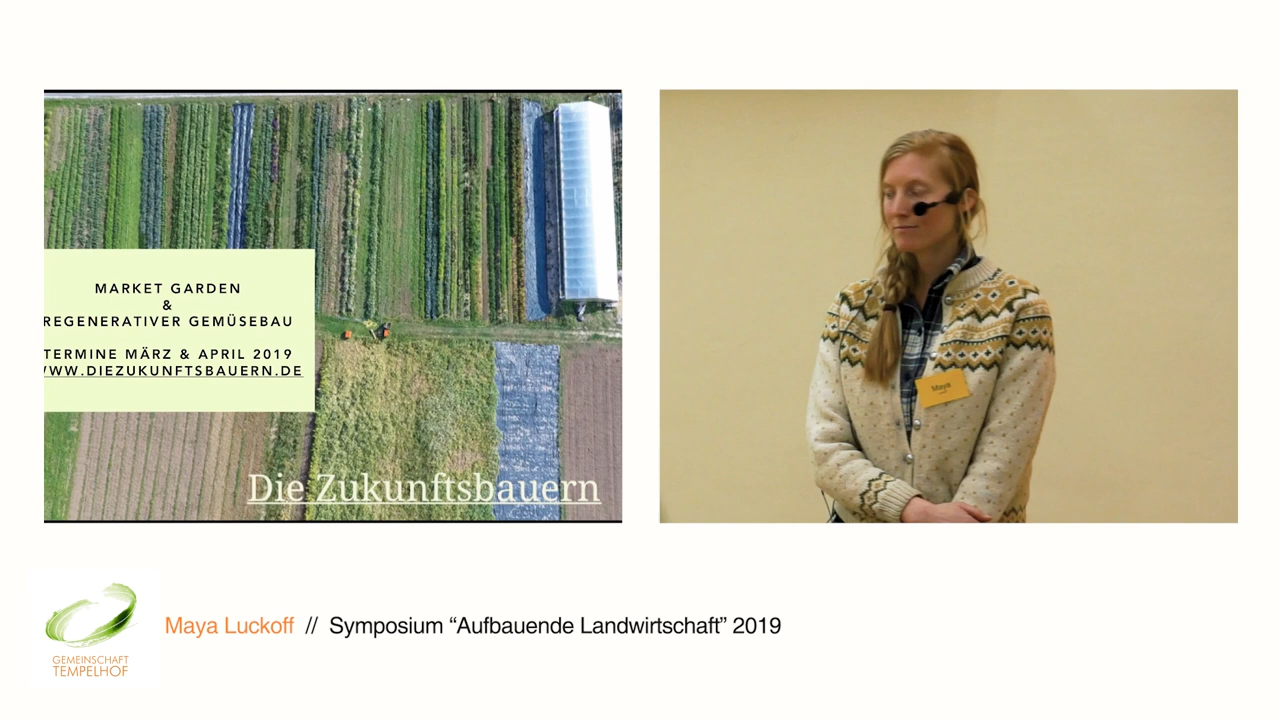 MARKET GARDEN
&
REGENERATIVER GEMÜSEBAU
TERMINE MÄRZ & APRIL 2019
WWW.DIEZUKUNFTSBAUERN.DE
Die Zukunftsbauern
Maya
GEMEINSCHAFT
TEMPELHOF
Maya Luckoff // Symposium “Aufbauende Landwirtschaft” 2019